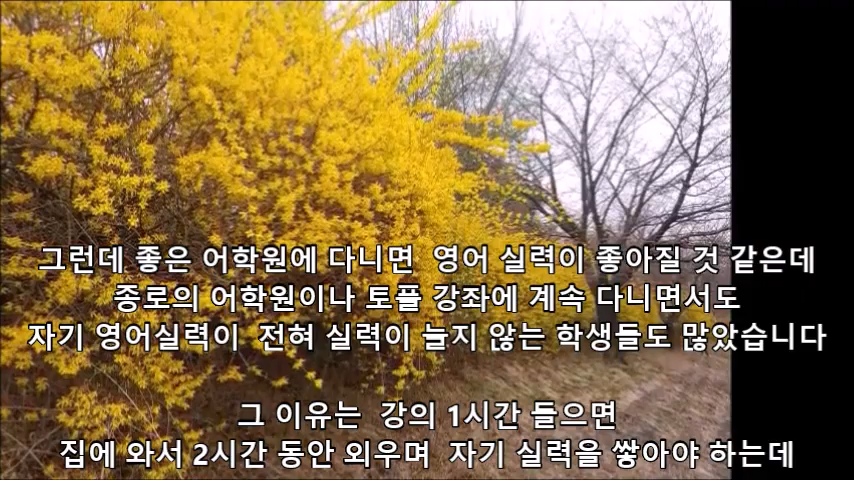 그런데 좋은 어학원에 다니면 영어 실력이 좋아질 것 같은데
종로의 어학원이나 토플 강좌에 계속 다니면서도
자기 영어실력이 전혀 실력이 늘지 않는 학생들도 많았습니다
그 이유는 강의 1시간 들으면
집에 와서 2시간 동안 외우며 자기 실력을 쌓아야 하는데